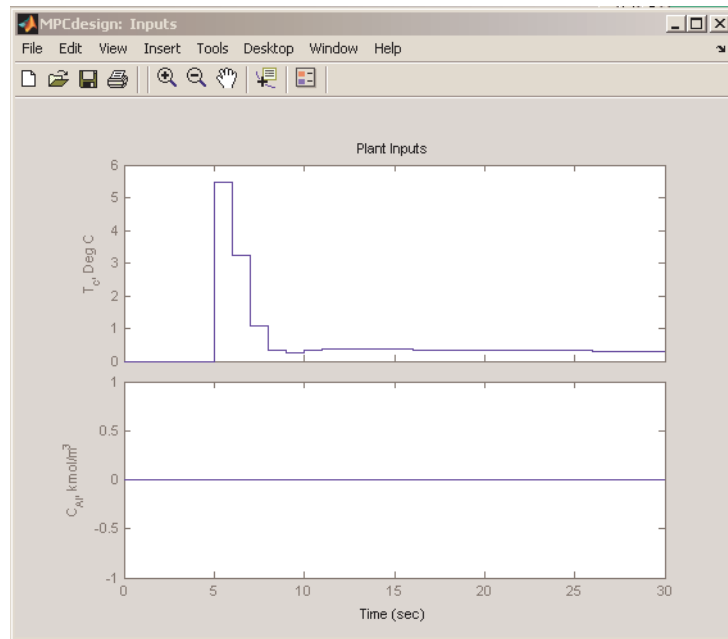 MPCdesign: Inputs
File Edit View Insert Tools Desktop Window Help
Plant Inputs
6
5
4
3
2
1
0
T_c, Deg C
1
0.5
0
-0.5
-1
C_AI, kmol/m³
0 5 10 15 20 25 30
Time (sec)